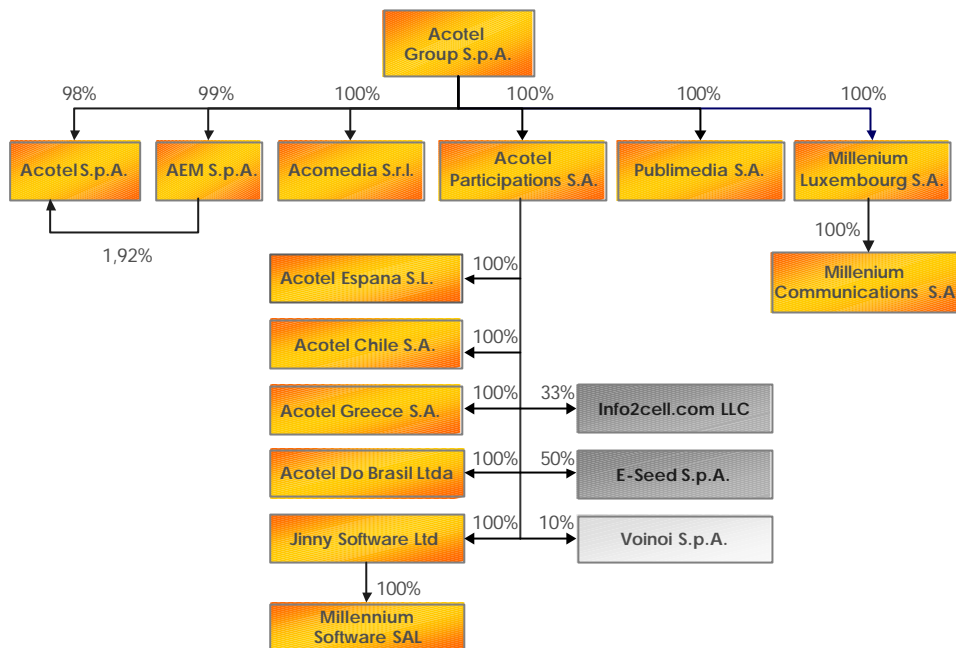 Acotel
Group S.p.A.
98%
99%
100%
100%
100%
100%
Acotel S.p.A.
AEM S.p.A.
Acomedia S.r.l.
Acotel
Participations S.A.
Publimedia S.A.
Millenium
Luxembourg S.A.
1,92%
100%
100%
Acotel Espana S.L.
Millenium
Communications S.A
100%
Acotel Chile S.A.
100%
33%
Acotel Greece S.A.
Info2cell.com LLC
100%
50%
Acotel Do Brasil Ltda
E-Seed S.p.A.
100%
10%
Jinny Software Ltd
Voinoi S.p.A.
100%
Millennium
Software SAL